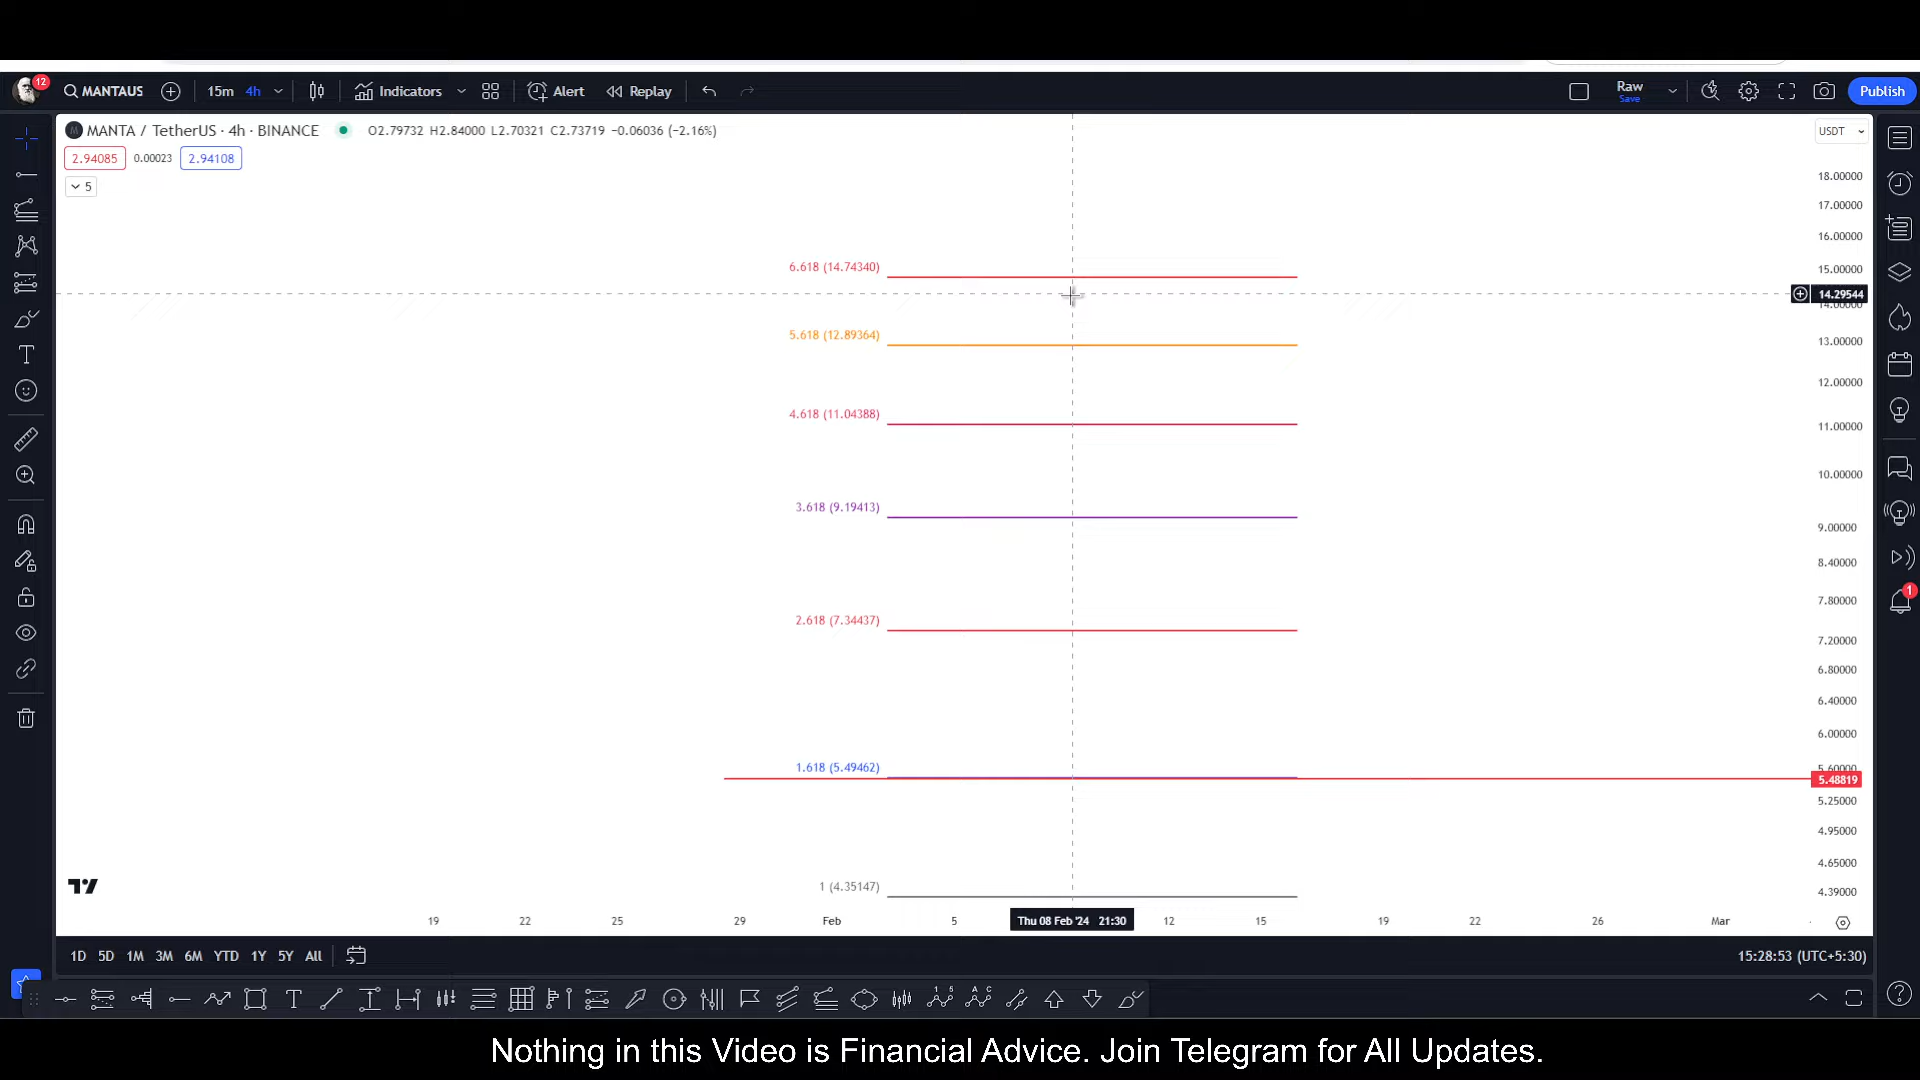 12
MANTAUS
15m 4h
Indicators
Alert
Replay
Raw
Save
Publish
MANTA / TetherUS · 4h · BINANCE
O2.79732 H2.84000 L2.70321 C2.73719 −0.06036 (−2.16%)
USDT
2.94085 0.00023 2.94108
5
18.00000
17.00000
16.00000
6.618 (14.74340)
15.00000
14.29544
14.00000
5.618 (12.89364)
13.00000
12.00000
4.618 (11.04388)
11.00000
10.00000
3.618 (9.19413)
9.00000
8.40000
1
7.80000
2.618 (7.34437)
7.20000
6.80000
6.40000
6.00000
1.618 (5.49462)
5.60000
5.48819
5.25000
4.95000
4.65000
1 (4.35147)
4.39000
19 22 25 29 Feb 5 Thu 08 Feb '24 21:30 12 15 19 22 26 Mar
1D 5D 1M 3M 6M YTD 1Y 5Y All
15:28:53 (UTC+5:30)
Nothing in this Video is Financial Advice. Join Telegram for All Updates.